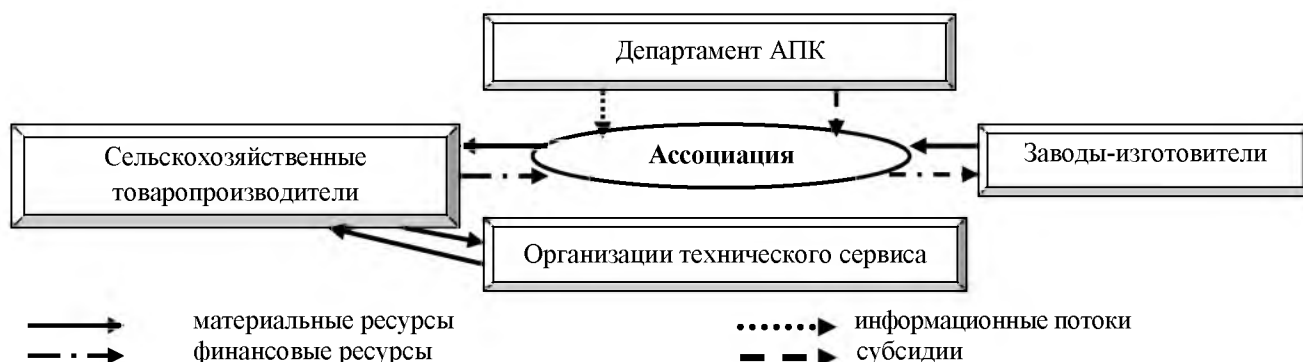 Департамент АПК
Сельскохозяйственные
товаропроизводители
Ассоциация
Заводы-изготовители
Организации технического сервиса
материальные ресурсы
информационные потоки
финансовые ресурсы
субсидии